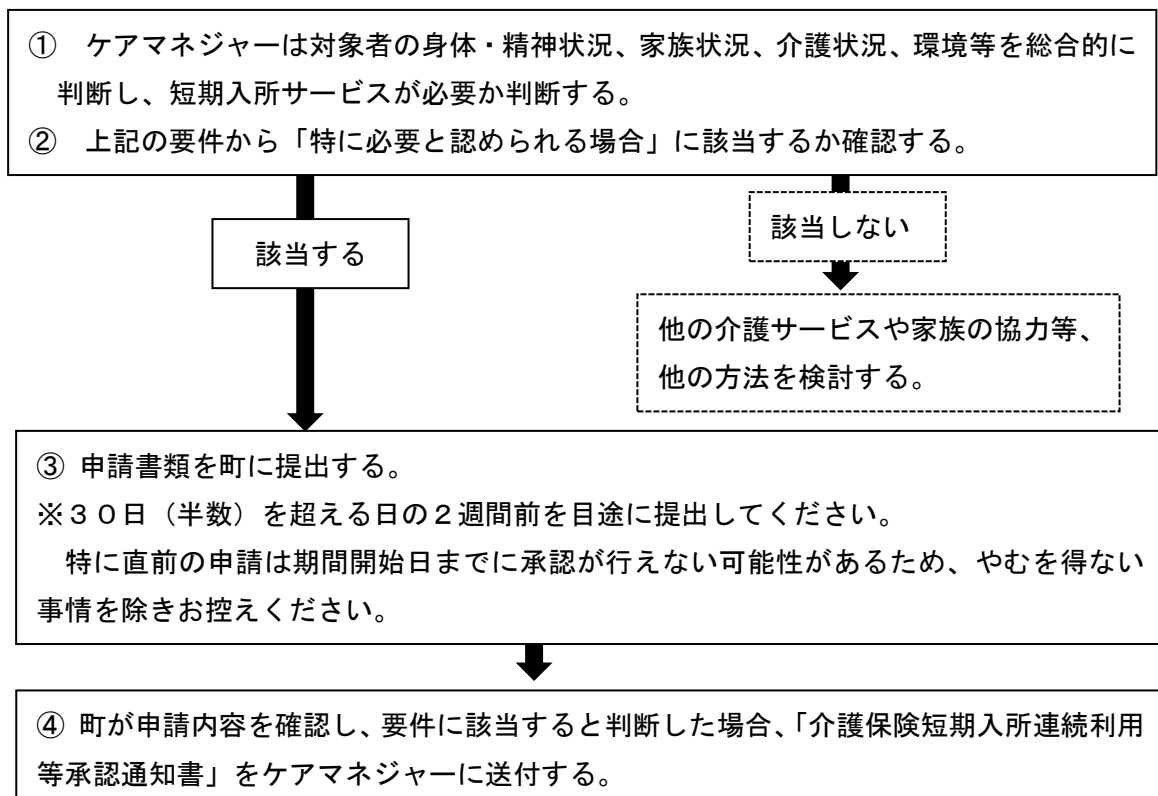 ① ケアマネジャーは対象者の身体・精神状況、家族状況、介護状況、環境等を総合的に
判断し、短期入所サービスが必要か判断する。
② 上記の要件から「特に必要と認められる場合」に該当するか確認する。
該当する
該当しない
他の介護サービスや家族の協力等、
他の方法を検討する。
③ 申請書類を町に提出する。
※３０日（半数）を超える日の２週間前を目途に提出してください。
特に直前の申請は期間開始日までに承認が行えない可能性があるため、やむを得ない
事情を除きお控えください。
④ 町が申請内容を確認し、要件に該当すると判断した場合、「介護保険短期入所連続利用
等承認通知書」をケアマネジャーに送付する。